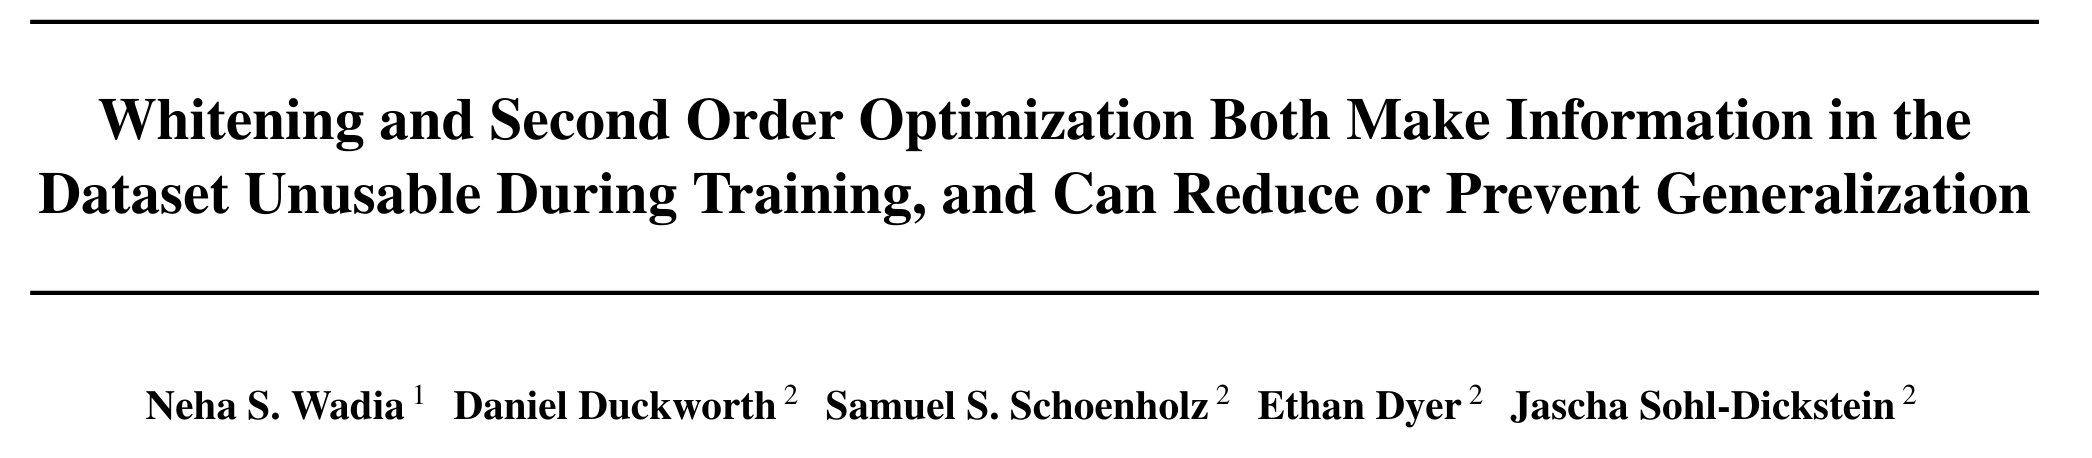 Whitening and Second Order Optimization Both Make Information in the
Dataset Unusable During Training, and Can Reduce or Prevent Generalization
Neha S. Wadia 1 Daniel Duckworth 2 Samuel S. Schoenholz 2 Ethan Dyer 2 Jascha Sohl-Dickstein 2